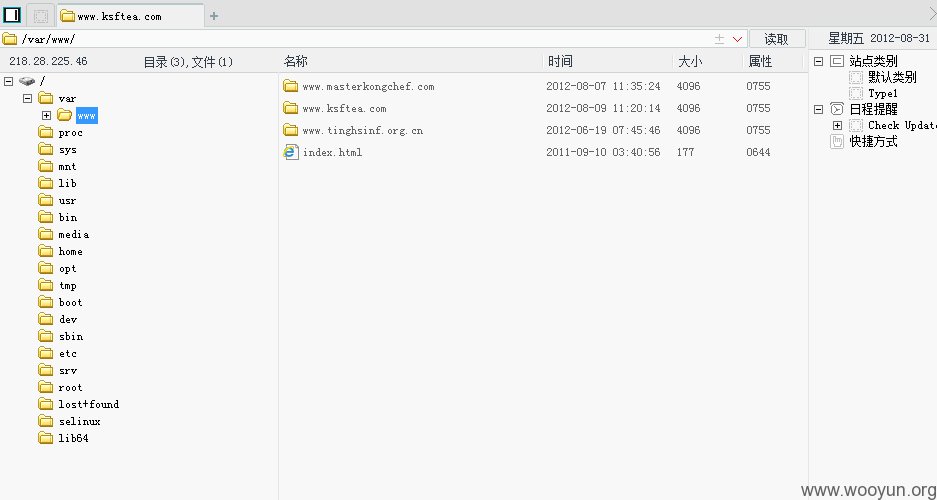 www.ksftea.com
/var/www/ 读取 星期五 2012-08-31
218.28.225.46 目录(3),文件(1) 名称 时间 大小 属性
/
var
www
proc
sys
mnt
lib
usr
bin
media
home
opt
tmp
boot
dev
sbin
etc
srv
root
lost+found
selinux
lib64
www.masterkongchef.com 2012-08-07 11:35:24 4096 0755
www.ksftea.com 2012-08-09 11:20:14 4096 0755
www.tinghsinf.org.cn 2012-06-19 07:45:46 4096 0755
index.html 2011-09-10 03:40:56 177 0644
站点类别
默认类别
Type1
日程提醒
Check Update
快捷方式
www.wooyun.org